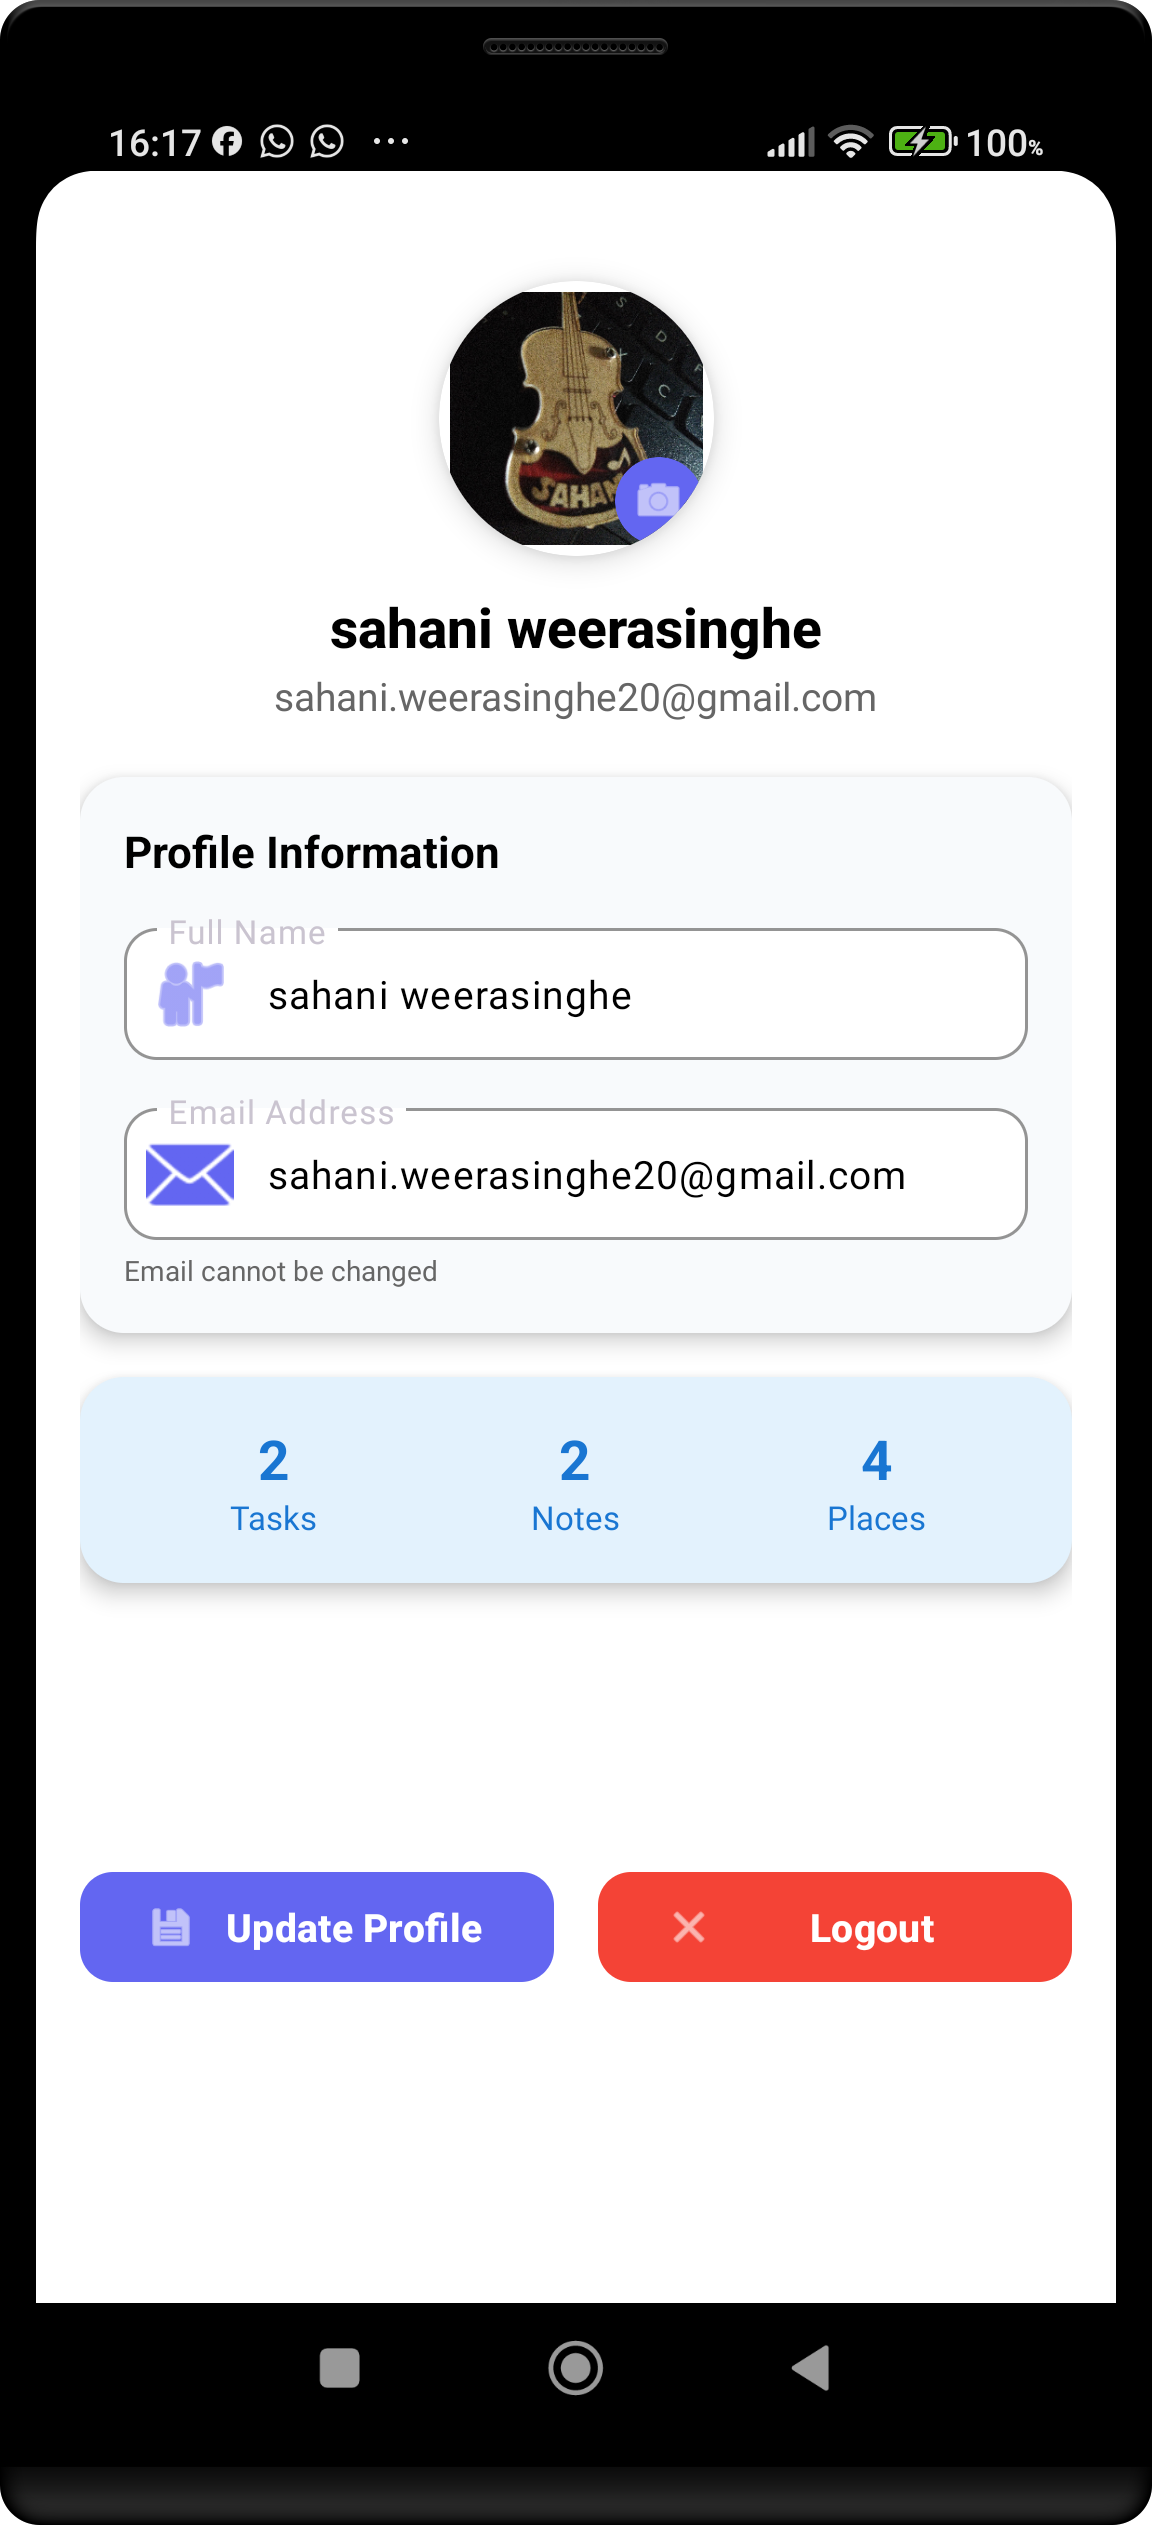 16:17 100%
S
D
F
X
C
SAHAN
sahani weerasinghe
sahani.weerasinghe20@gmail.com
Profile Information
Full Name
sahani weerasinghe
Email Address
sahani.weerasinghe20@gmail.com
Email cannot be changed
2 2 4
Tasks Notes Places
Update Profile Logout